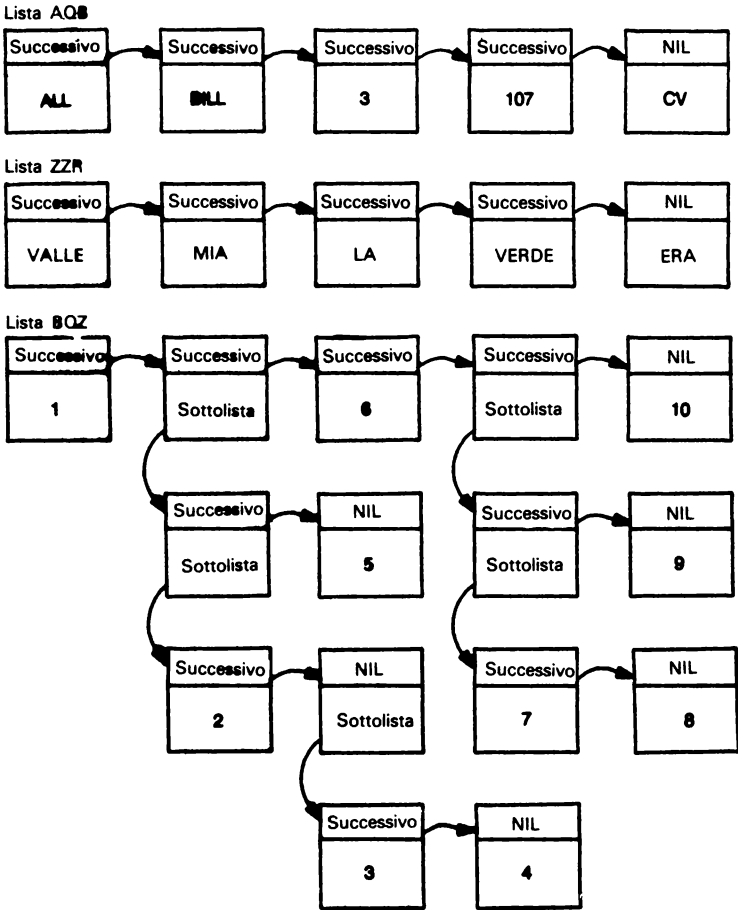 Lista AQB
Successivo Successivo Successivo Successivo NIL
ALL BILL 3 107 CV
Lista ZZR
Successivo Successivo Successivo Successivo NIL
VALLE MIA LA VERDE ERA
Lista BQZ
Successivo Successivo Successivo Successivo NIL
1 Sottolista 6 Sottolista 10
Successivo NIL Successivo NIL
Sottolista 5 Sottolista 9
Successivo NIL Successivo NIL
2 Sottolista 7 8
Successivo NIL
3 4